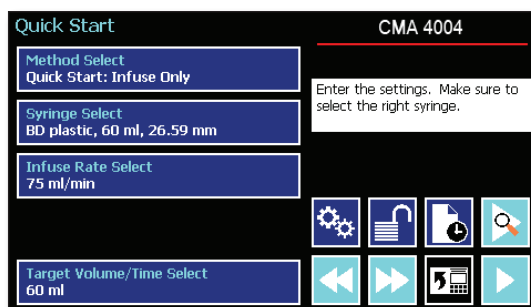 Quick Start
CMA 4004
Method Select
Quick Start: Infuse Only
Enter the settings. Make sure to
select the right syringe.
Syringe Select
BD plastic, 60 ml, 26.59 mm
Infuse Rate Select
75 ml/min
Target Volume/Time Select
60 ml